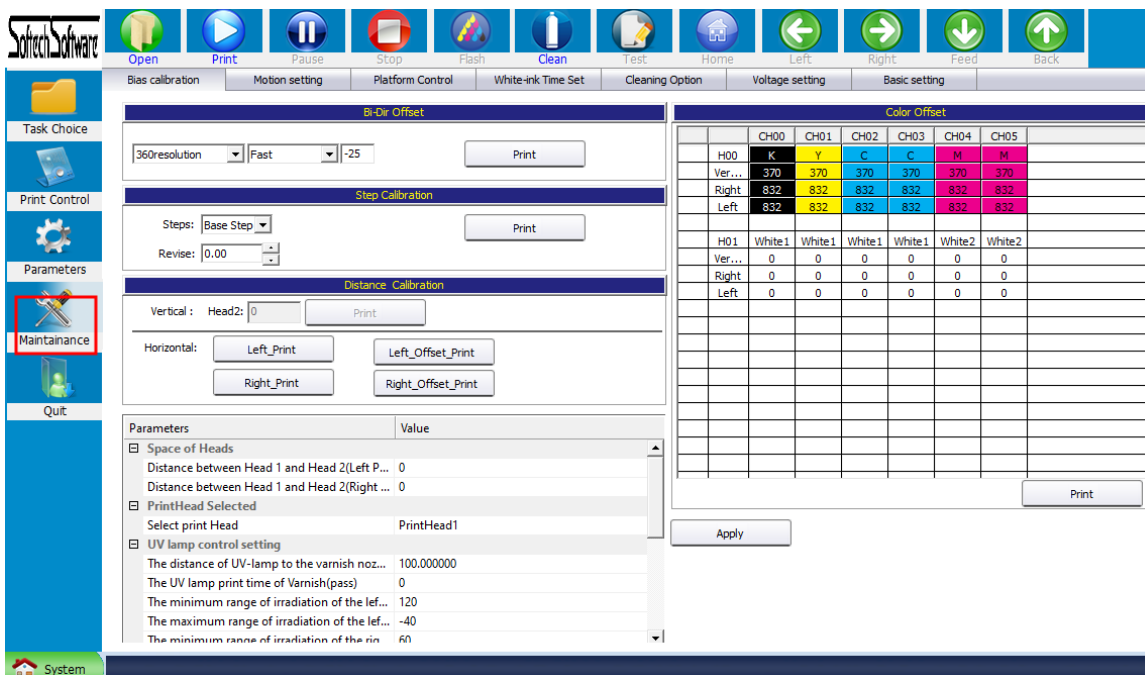 Softech Software
Open Print Pause Stop Flash Clean Test Home Left Right Feed Back
Bias calibration Motion setting Platform Control White-ink Time Set Cleaning Option Voltage setting Basic setting
Task Choice
Print Control
Parameters
Maintainance
Quit
Bi-Dir Offset
360resolution Fast -25 Print
Step Calibration
Steps: Base Step Print
Revise: 0.00
Distance Calibration
Vertical : Head2: 0 Print
Horizontal: Left_Print Left_Offset_Print
Right_Print Right_Offset_Print
Parameters Value
Space of Heads
Distance between Head 1 and Head 2(Left P... 0
Distance between Head 1 and Head 2(Right ... 0
PrintHead Selected
Select print Head PrintHead1
UV lamp control setting
The distance of UV-lamp to the varnish noz... 100.000000
The UV lamp print time of Varnish(pass) 0
The minimum range of irradiation of the lef... 120
The maximum range of irradiation of the lef... -40
The minimum range of irradiation of the rig... 60
Color Offset
CH00 CH01 CH02 CH03 CH04 CH05
H00 K Y C C M M
Ver... 370 370 370 370 370 370
Right 832 832 832 832 832 832
Left 832 832 832 832 832 832
H01 White1 White1 White1 White1 White2 White2
Ver... 0 0 0 0 0 0
Right 0 0 0 0 0 0
Left 0 0 0 0 0 0
Print
Apply
System